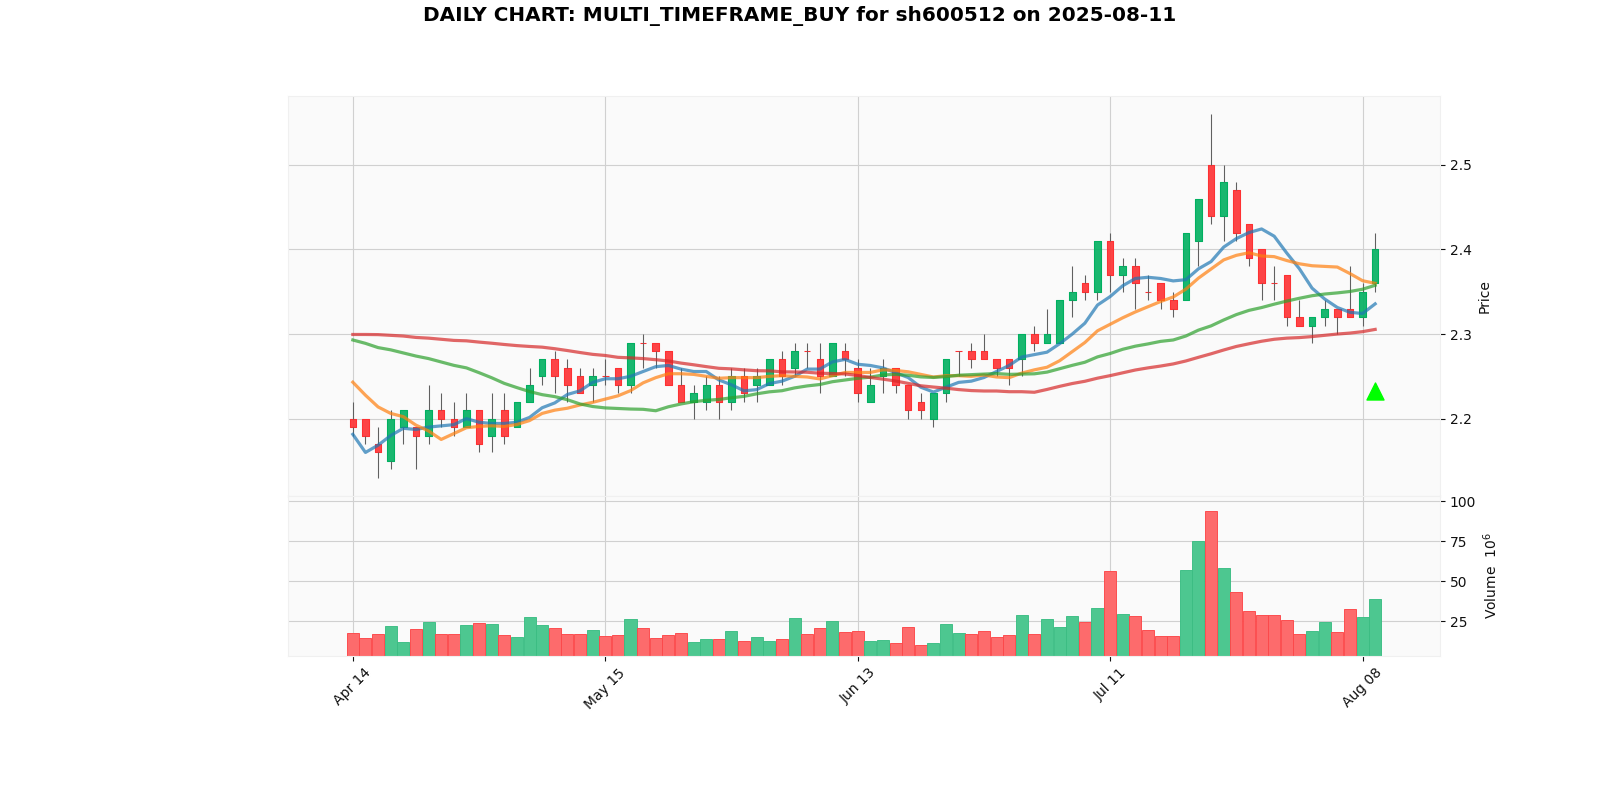 DAILY CHART: MULTI_TIMEFRAME_BUY for sh600512 on 2025-08-11
2.5
2.4
2.3
2.2
Price
100
75
50
25
Volume 10⁶
Apr 14
May 15
Jun 13
Jul 11
Aug 08